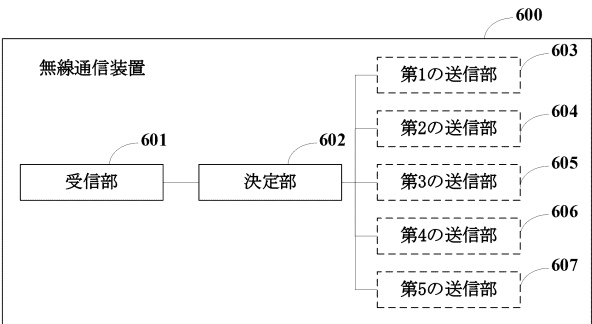 600
無線通信装置
603
第1の送信部
604
第2の送信部
601
受信部
602
決定部
605
第3の送信部
606
第4の送信部
607
第5の送信部